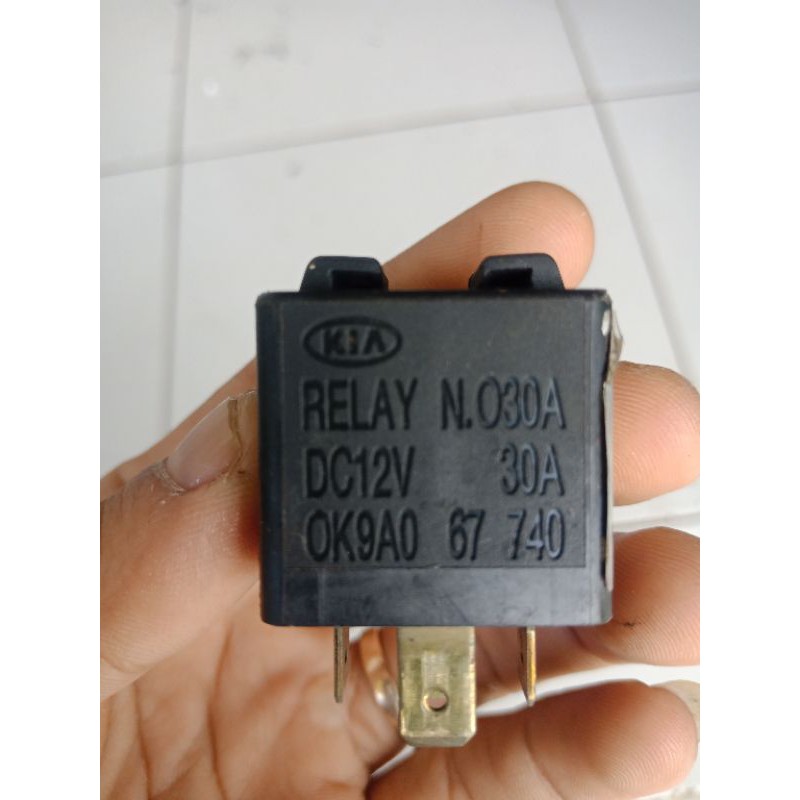 KIA
RELAY N.O30A
DC12V 30A
OK9A0 67 740